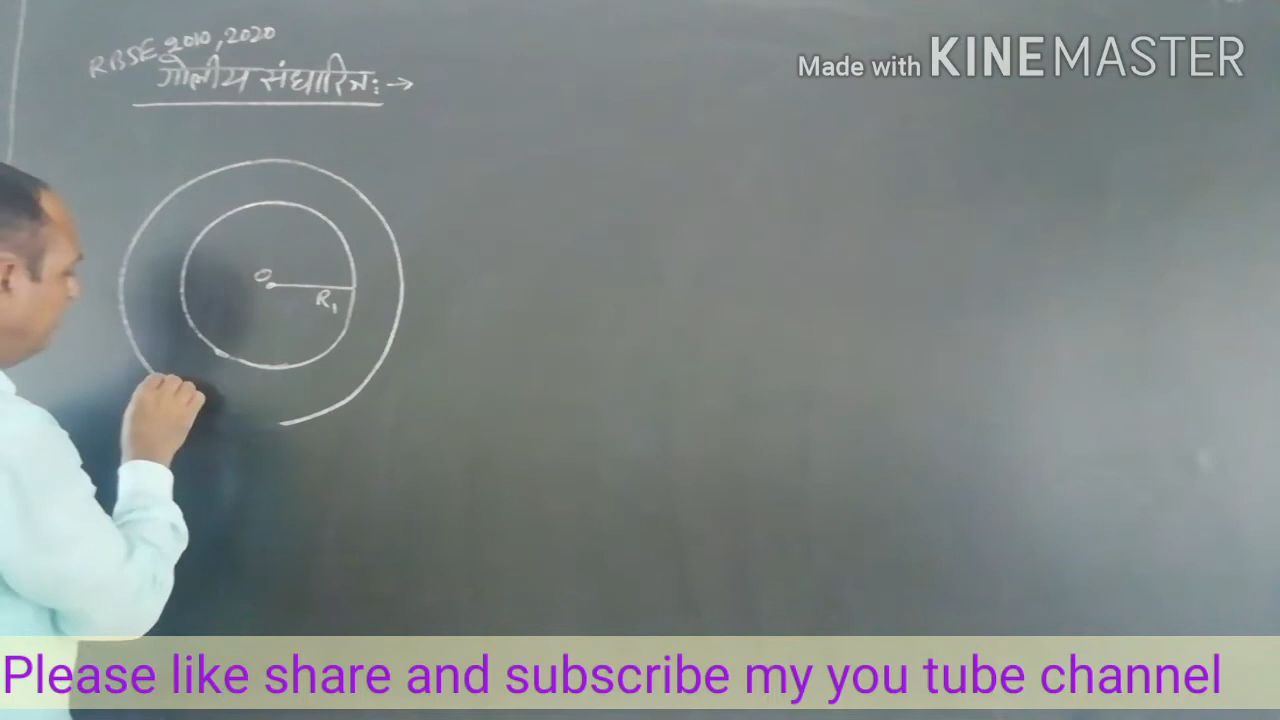 RBSE 2010, 2020
गोलीय संधारित्र :→
Made with KINEMASTER
O
R₁
Please like share and subscribe my you tube channel